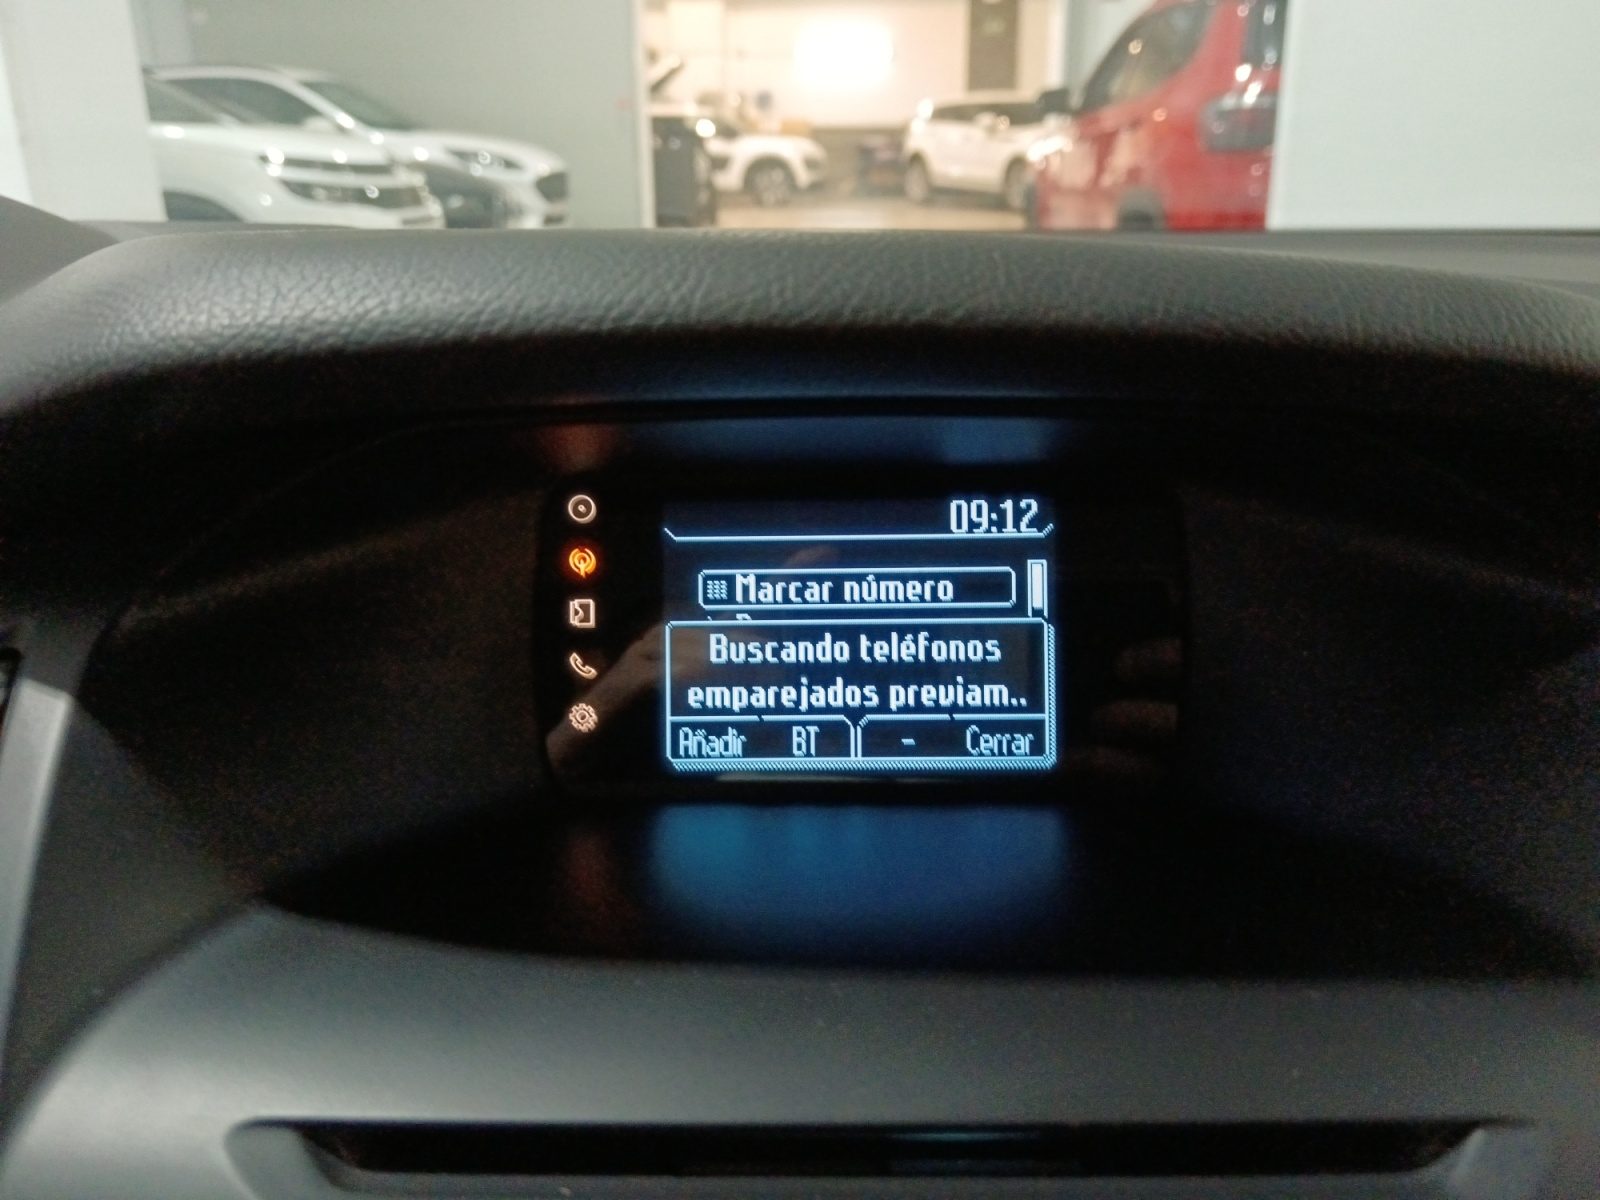 09:12
Marcar número
Buscando teléfonos
emparejados previam..
Añadir BT - Cerrar